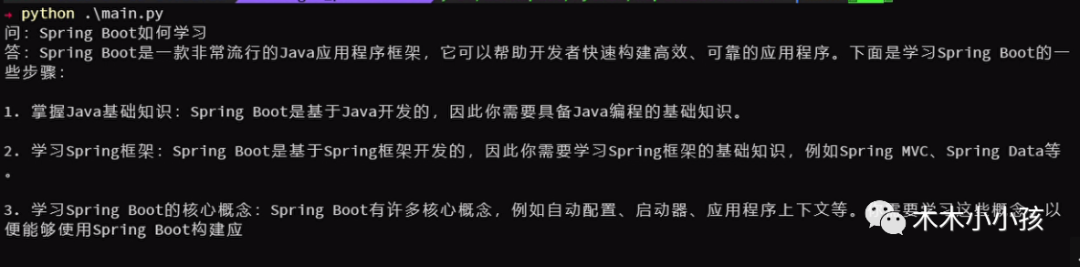 → python .\main.py
问：Spring Boot如何学习
答：Spring Boot是一款非常流行的Java应用程序框架，它可以帮助开发者快速构建高效、可靠的应用程序。下面是学习Spring Boot的一
些步骤：
1. 掌握Java基础知识：Spring Boot是基于Java开发的，因此你需要具备Java编程的基础知识。
2. 学习Spring框架：Spring Boot是基于Spring框架开发的，因此你需要学习Spring框架的基础知识，例如Spring MVC、Spring Data等
。
3. 学习Spring Boot的核心概念：Spring Boot有许多核心概念，例如自动配置、启动器、应用程序上下文等。需要学习这些概念，以
便能够使用Spring Boot构建应
木木小小孩